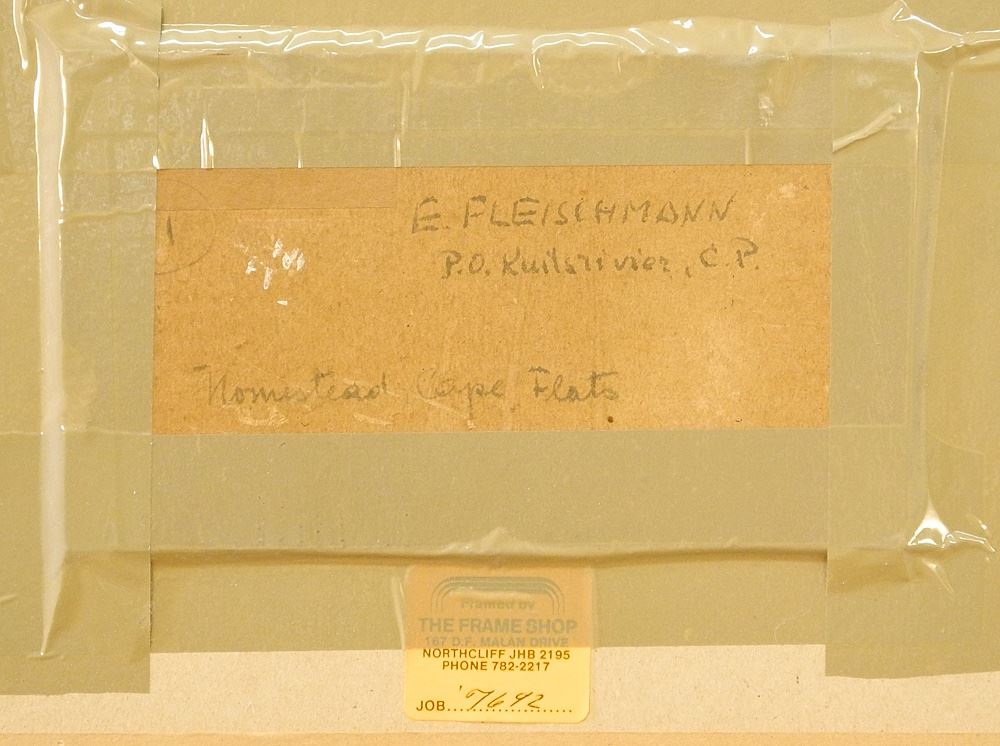 1
E. FLEISCHMANN
P.O. Kuilsrivier, C.P.
Homestead, Cape Flats
Framed by
THE FRAME SHOP
167 D.F. MALAN DRIVE
NORTHCLIFF JHB 2195
PHONE 782-2217
JOB 7642